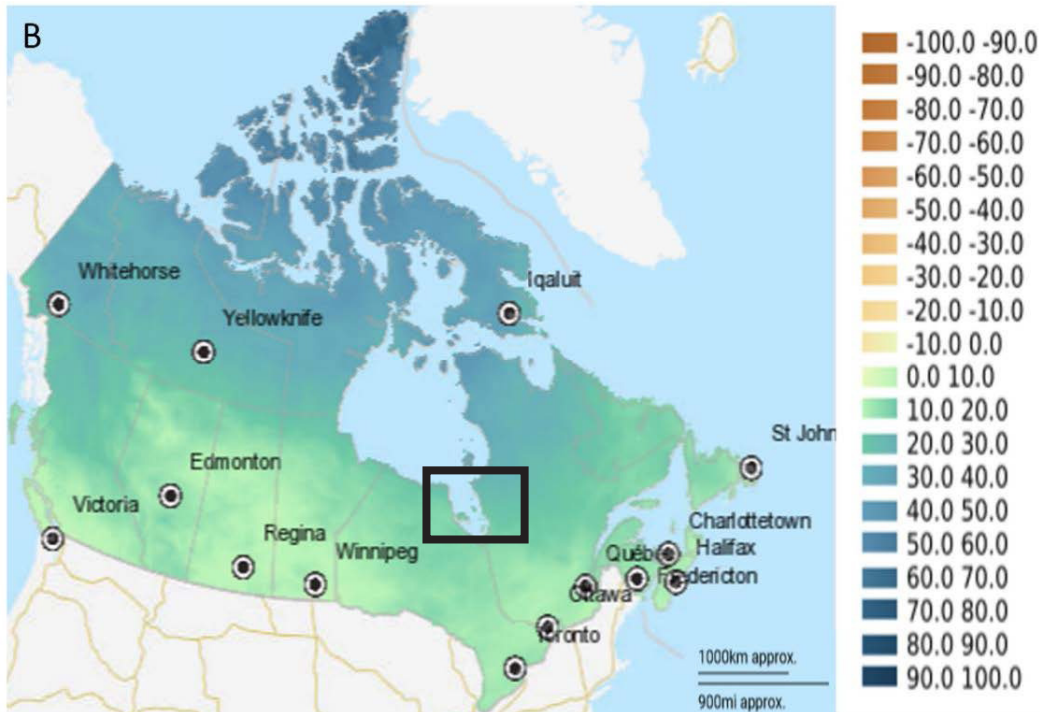 B
Whitehorse
Iqaluit
Yellowknife
St John
Edmonton
Victoria
Charlottetown
Regina
Winnipeg
Halifax
Fredericton
Ottawa
Toronto
1000km approx.
900mi approx.
-100.0 -90.0
-90.0 -80.0
-80.0 -70.0
-70.0 -60.0
-60.0 -50.0
-50.0 -40.0
-40.0 -30.0
-30.0 -20.0
-20.0 -10.0
-10.0 0.0
0.0 10.0
10.0 20.0
20.0 30.0
30.0 40.0
40.0 50.0
50.0 60.0
60.0 70.0
70.0 80.0
80.0 90.0
90.0 100.0